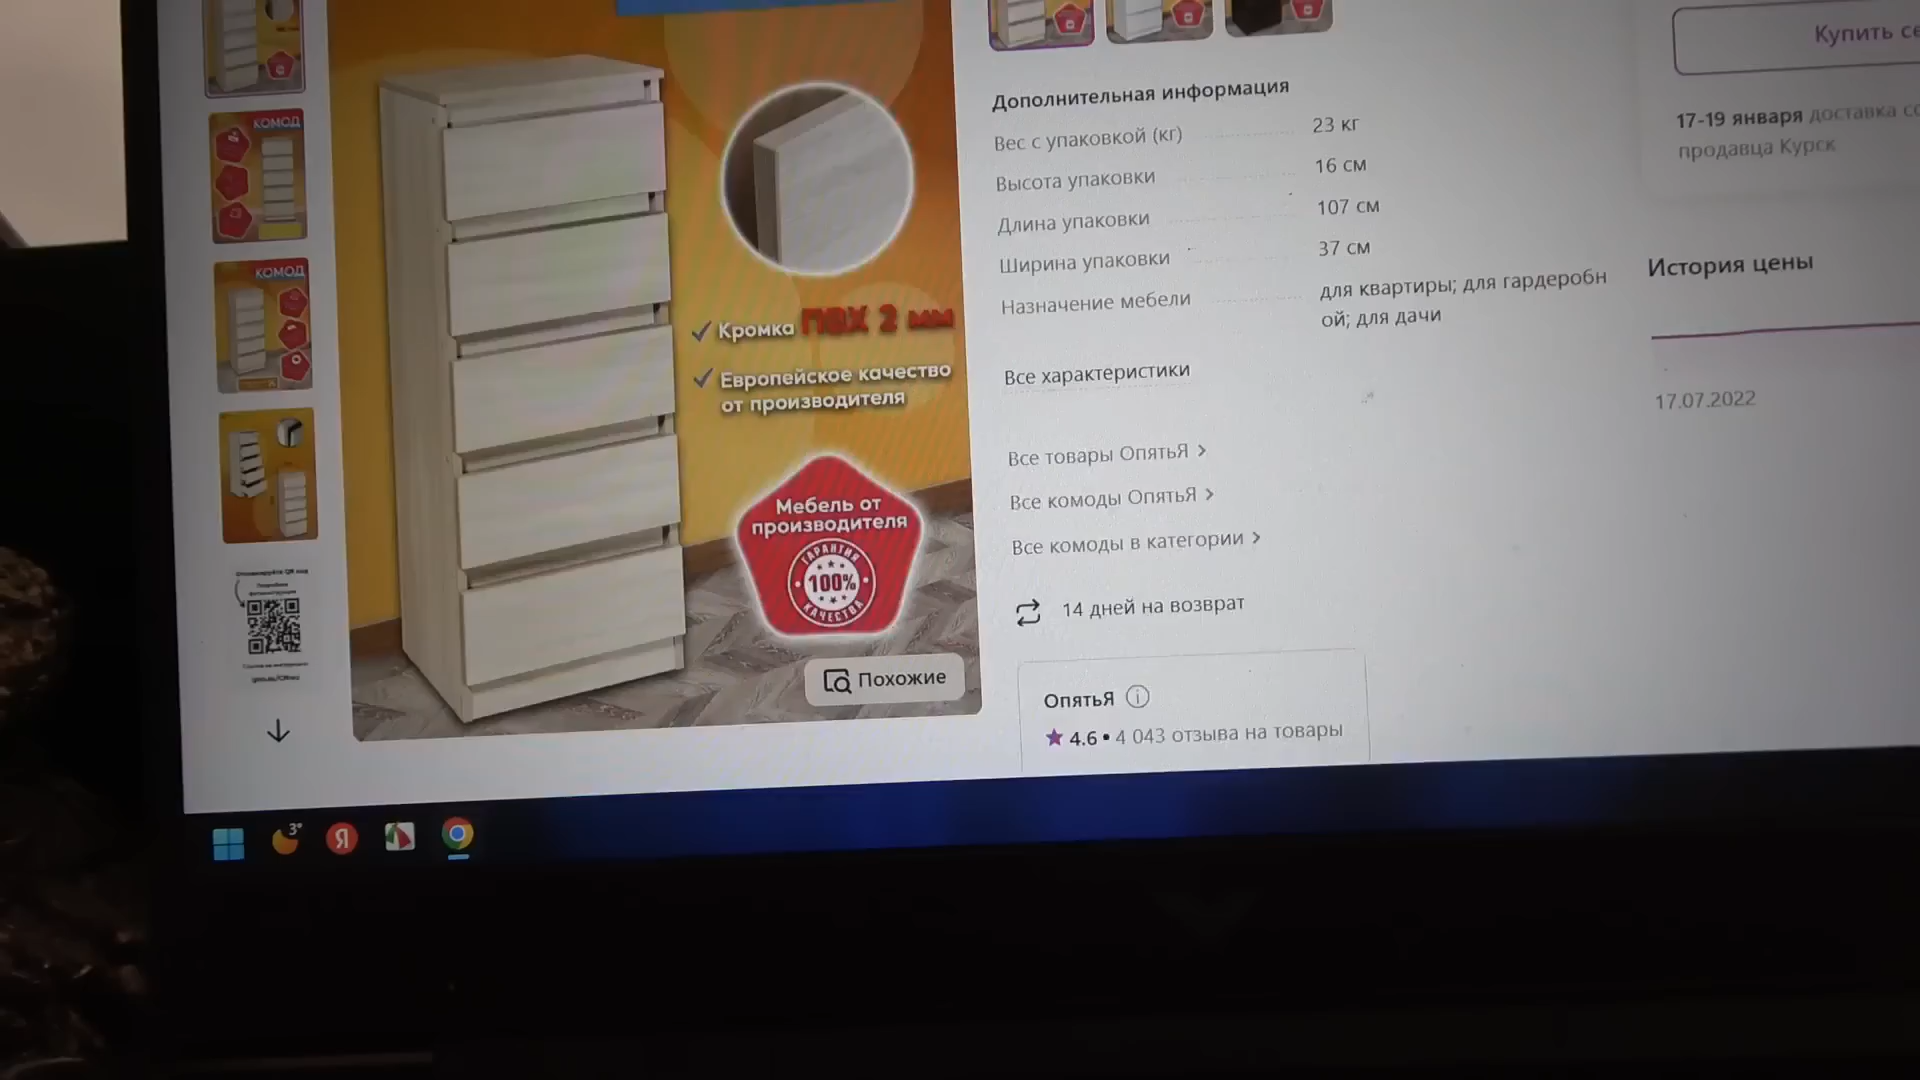 КОМОД
КОМОД
Кромка ПВХ 2 мм
Европейское качество
от производителя
Мебель от
производителя
ГАРАНТИЯ
100%
КАЧЕСТВА
Похожие
Дополнительная информация
Вес с упаковкой (кг) 23 кг
Высота упаковки 16 см
Длина упаковки 107 см
Ширина упаковки 37 см
Назначение мебели для квартиры; для гардеробн
ой; для дачи
Все характеристики
Все товары ОпятьЯ >
Все комоды ОпятьЯ >
Все комоды в категории >
14 дней на возврат
ОпятьЯ
4.6 • 4 043 отзыва на товары
Купить се
17-19 января доставка со
продавца Курск
История цены
17.07.2022
3°
Я